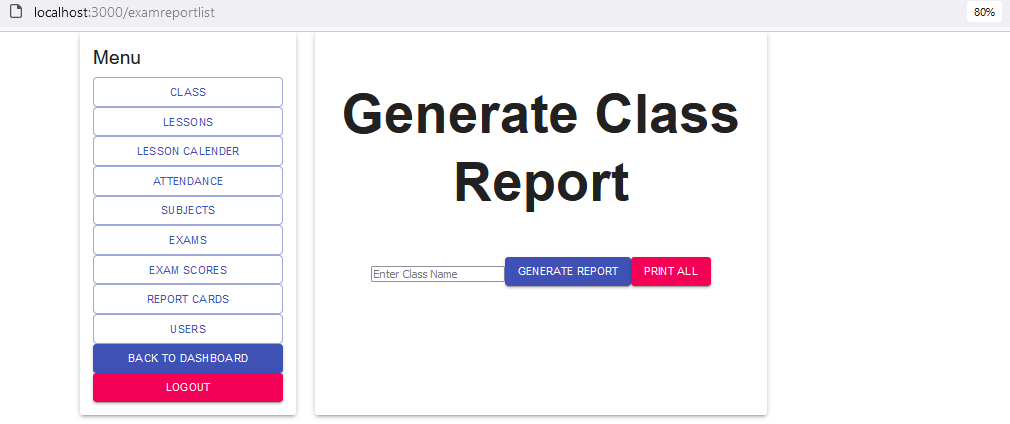 localhost:3000/examreportlist
80%
Menu
CLASS
LESSONS
LESSON CALENDER
ATTENDANCE
SUBJECTS
EXAMS
EXAM SCORES
REPORT CARDS
USERS
BACK TO DASHBOARD
LOGOUT
Generate Class
Report
Enter Class Name
GENERATE REPORT
PRINT ALL